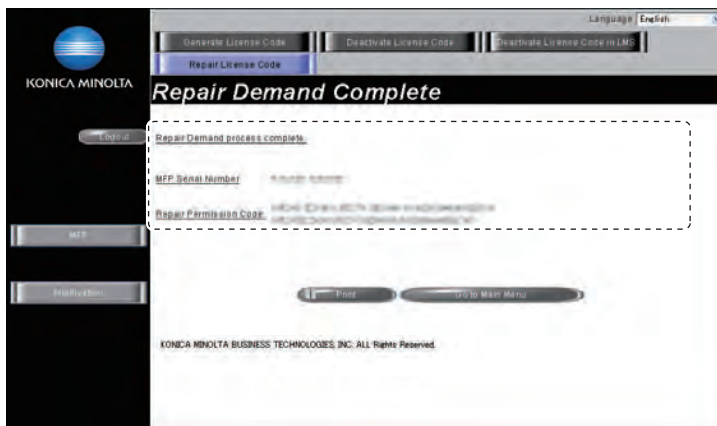 Language English
Generate License Code Deactivate License Code Deactivate License Code in LMS
Repair License Code
KONICA MINOLTA
Repair Demand Complete
Logout
Repair Demand process complete.
MFP Serial Number
Repair Permission Code
MFP
Print Go to Main Menu
KONICA MINOLTA BUSINESS TECHNOLOGIES, INC. ALL Rights Reserved.